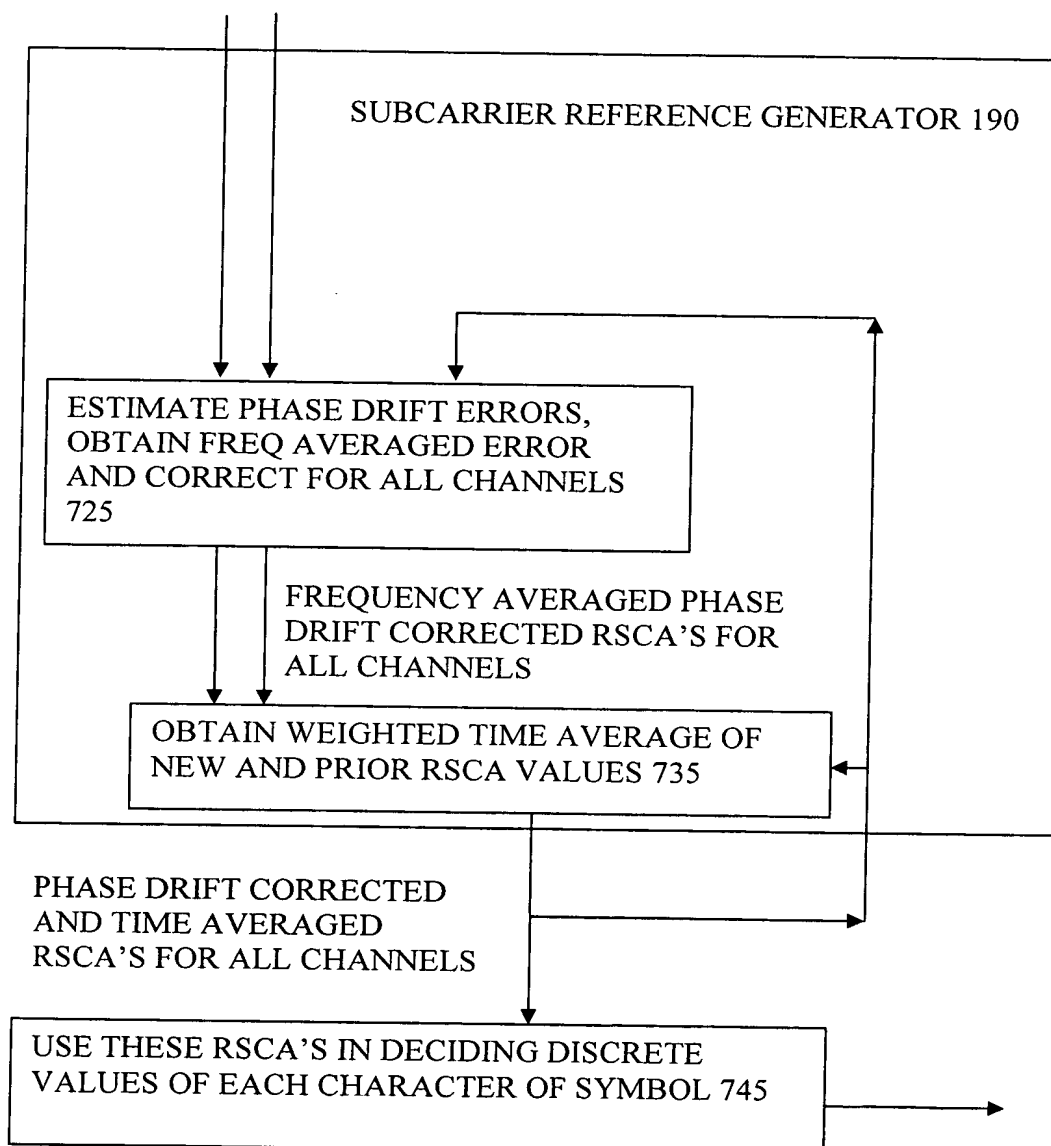 SUBCARRIER REFERENCE GENERATOR 190
ESTIMATE PHASE DRIFT ERRORS,
OBTAIN FREQ AVERAGED ERROR
AND CORRECT FOR ALL CHANNELS
725
FREQUENCY AVERAGED PHASE
DRIFT CORRECTED RSCA'S FOR
ALL CHANNELS
OBTAIN WEIGHTED TIME AVERAGE OF
NEW AND PRIOR RSCA VALUES 735
PHASE DRIFT CORRECTED
AND TIME AVERAGED
RSCA'S FOR ALL CHANNELS
USE THESE RSCA'S IN DECIDING DISCRETE
VALUES OF EACH CHARACTER OF SYMBOL 745